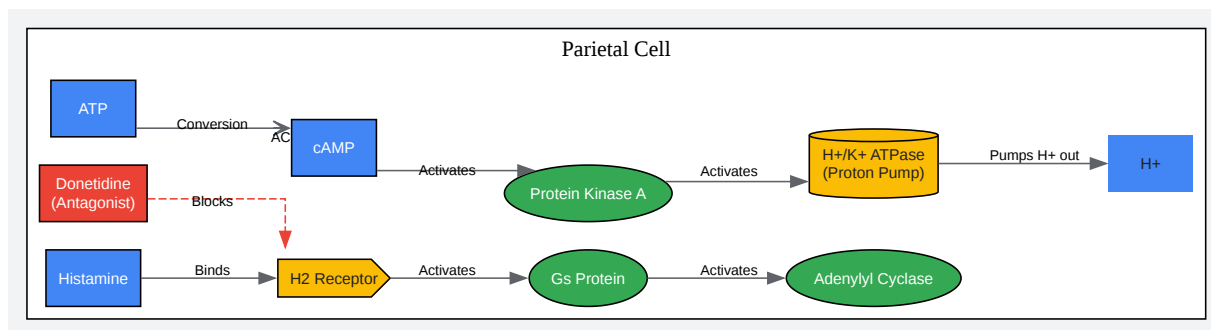 Parietal Cell
ATP
Conversion
AC
cAMP
Activates
Protein Kinase A
Activates
H+/K+ ATPase
(Proton Pump)
Pumps H+ out
H+
Donetidine
(Antagonist)
Blocks
Histamine
Binds
H2 Receptor
Activates
Gs Protein
Activates
Adenylyl Cyclase